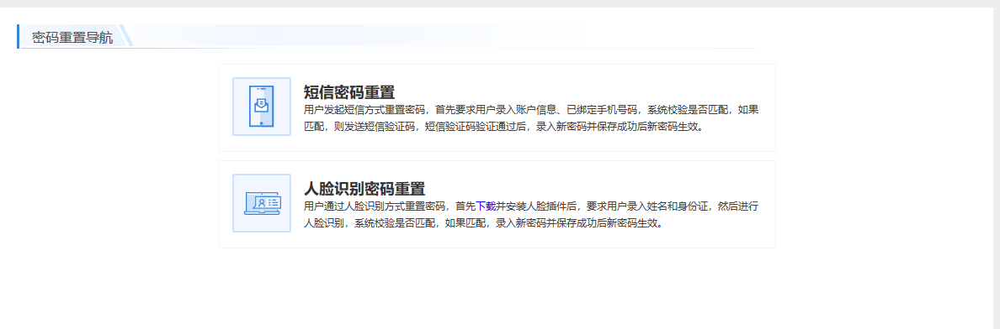 密码重置导航
短信密码重置
用户发起短信方式重置密码，首先要求用户录入账户信息、已绑定手机号码，系统校验是否匹配，如果
匹配，则发送短信验证码，短信验证码验证通过后，录入新密码并保存成功后新密码生效。
人脸识别密码重置
用户通过人脸识别方式重置密码，首先下载并安装人脸插件后，要求用户录入姓名和身份证，然后进行
人脸识别，系统校验是否匹配，如果匹配，录入新密码并保存成功后新密码生效。